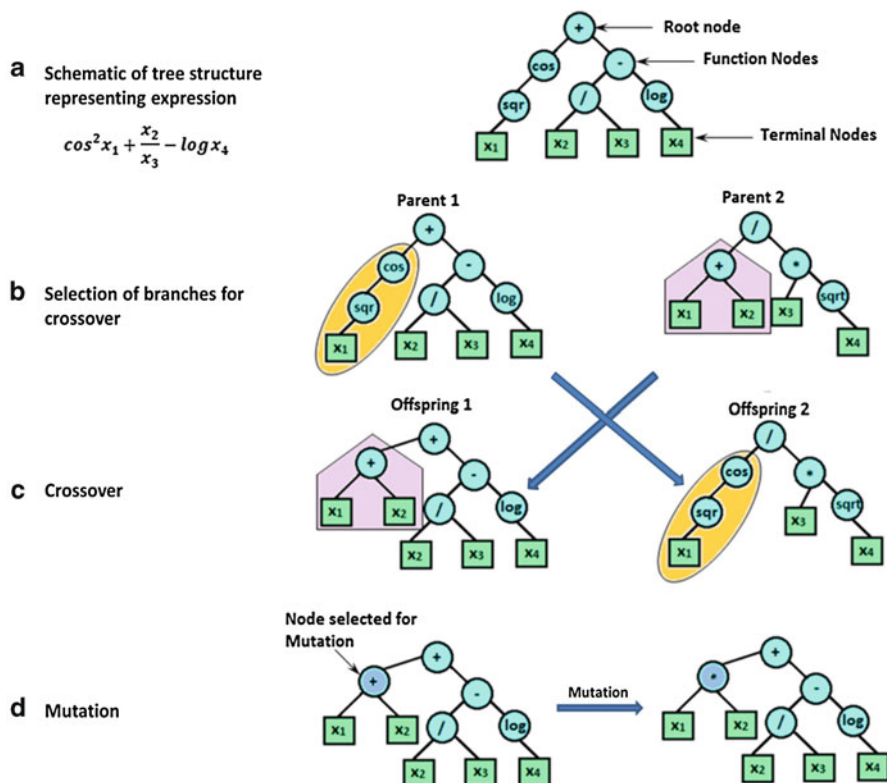 a
Schematic of tree structure
representing expression
cos²x₁ + x₂/x₃ − logx₄
+
Root node
cos
-
Function Nodes
sqr
/
log
x₁
x₂
x₃
x₄
Terminal Nodes
b
Selection of branches for
crossover
Parent 1
+
cos
-
sqr
/
log
x₁
x₂
x₃
x₄
Parent 2
/
+
*
x₁
x₂
x₃
sqrt
x₄
c
Crossover
Offspring 1
+
+
-
x₁
x₂
/
log
x₂
x₃
x₄
Offspring 2
/
cos
*
sqr
x₃
sqrt
x₁
x₄
d
Mutation
Node selected for
Mutation
+
+
-
x₁
x₂
/
log
x₂
x₃
x₄
Mutation
+
*
-
x₁
x₂
/
log
x₂
x₃
x₄